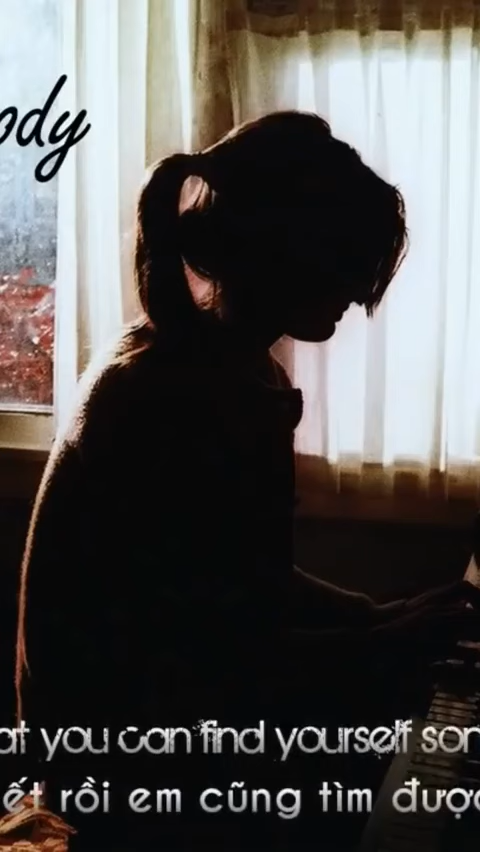 ody
at you can find yourself son
ết rồi em cũng tìm được